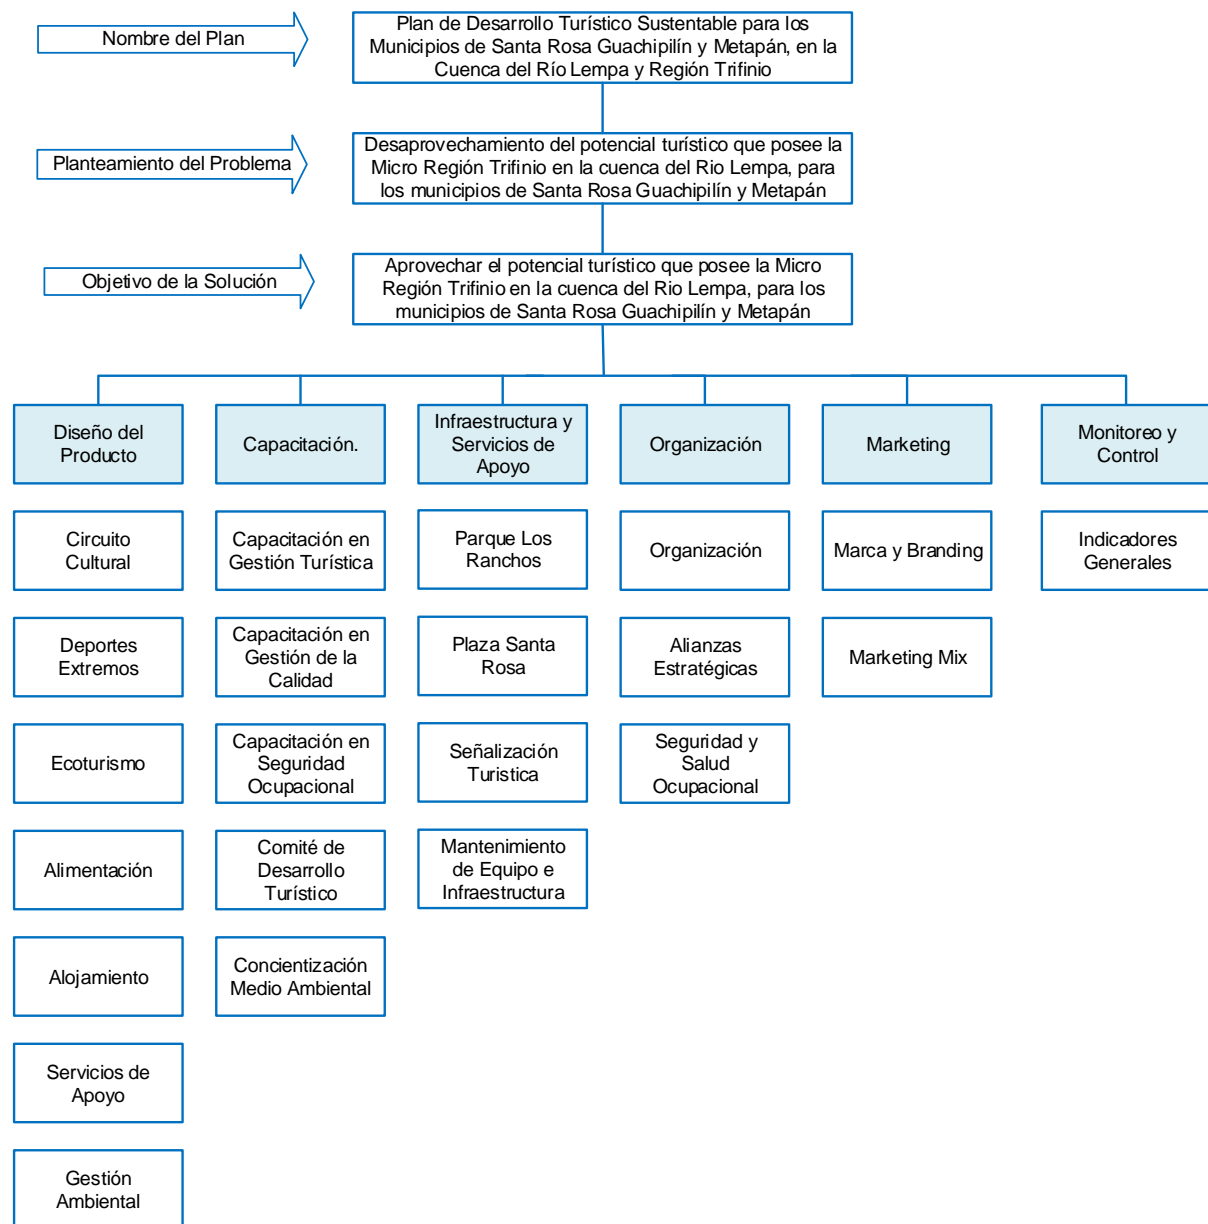 Nombre del Plan
Plan de Desarrollo Turístico Sustentable para los
Municipios de Santa Rosa Guachipilín y Metapán, en la
Cuenca del Río Lempa y Región Trifinio
Planteamiento del Problema
Desaprovechamiento del potencial turístico que posee la
Micro Región Trifinio en la cuenca del Rio Lempa, para
los municipios de Santa Rosa Guachipilín y Metapán
Objetivo de la Solución
Aprovechar el potencial turístico que posee la Micro
Región Trifinio en la cuenca del Rio Lempa, para los
municipios de Santa Rosa Guachipilín y Metapán
Diseño del
Producto
Circuito
Cultural
Deportes
Extremos
Ecoturismo
Alimentación
Alojamiento
Servicios de
Apoyo
Gestión
Ambiental
Capacitación.
Capacitación en
Gestión Turística
Capacitación en
Gestión de la
Calidad
Capacitación en
Seguridad
Ocupacional
Comité de
Desarrollo
Turístico
Concientización
Medio Ambiental
Infraestructura y
Servicios de
Apoyo
Parque Los
Ranchos
Plaza Santa
Rosa
Señalización
Turistica
Mantenimiento
de Equipo e
Infraestructura
Organización
Organización
Alianzas
Estratégicas
Seguridad y
Salud
Ocupacional
Marketing
Marca y Branding
Marketing Mix
Monitoreo y
Control
Indicadores
Generales